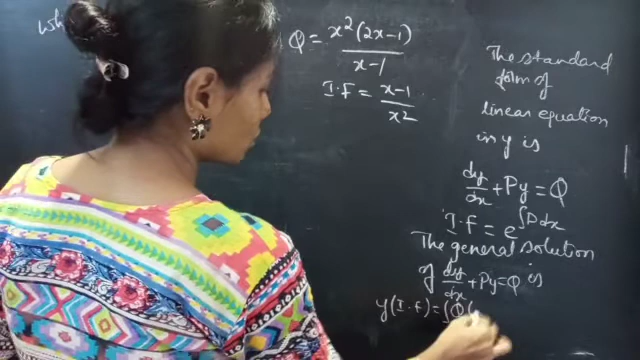 Wh
Q = x²(2x-1)/(x-1)
I.f = (x-1)/x²
The standard
form of
linear equation
in y is
dy/dx + Py = Q
I.f = e^∫Pdx
The general solution
of dy/dx + Py = Q is
y(I.f) = ∫Q(